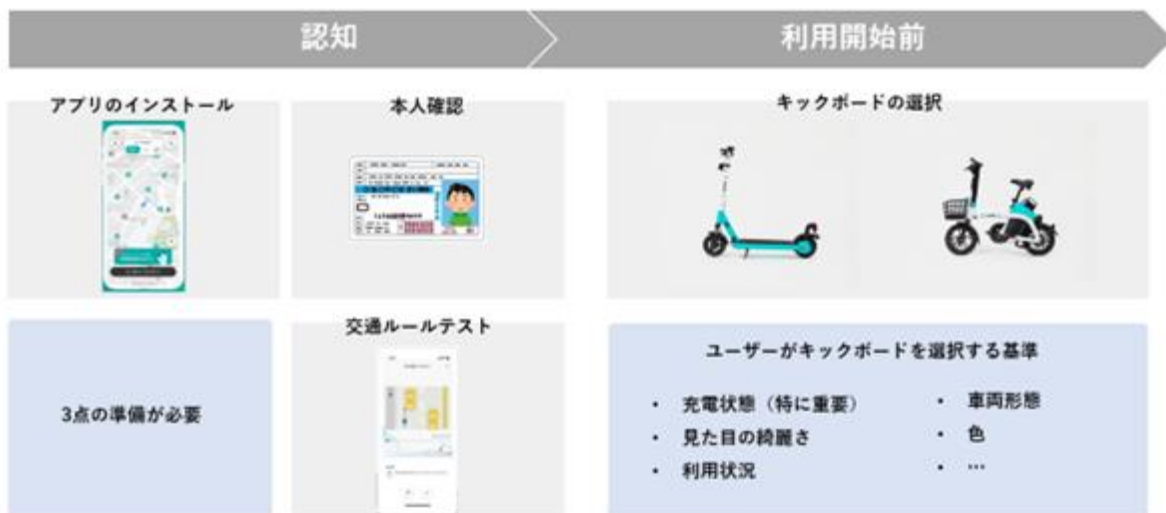 認知
利用開始前
アプリのインストール
本人確認
キックボードの選択
3点の準備が必要
交通ルールテスト
ユーザーがキックボードを選択する基準
• 充電状態（特に重要）
• 見た目の綺麗さ
• 利用状況
• 車両形態
• 色
• …